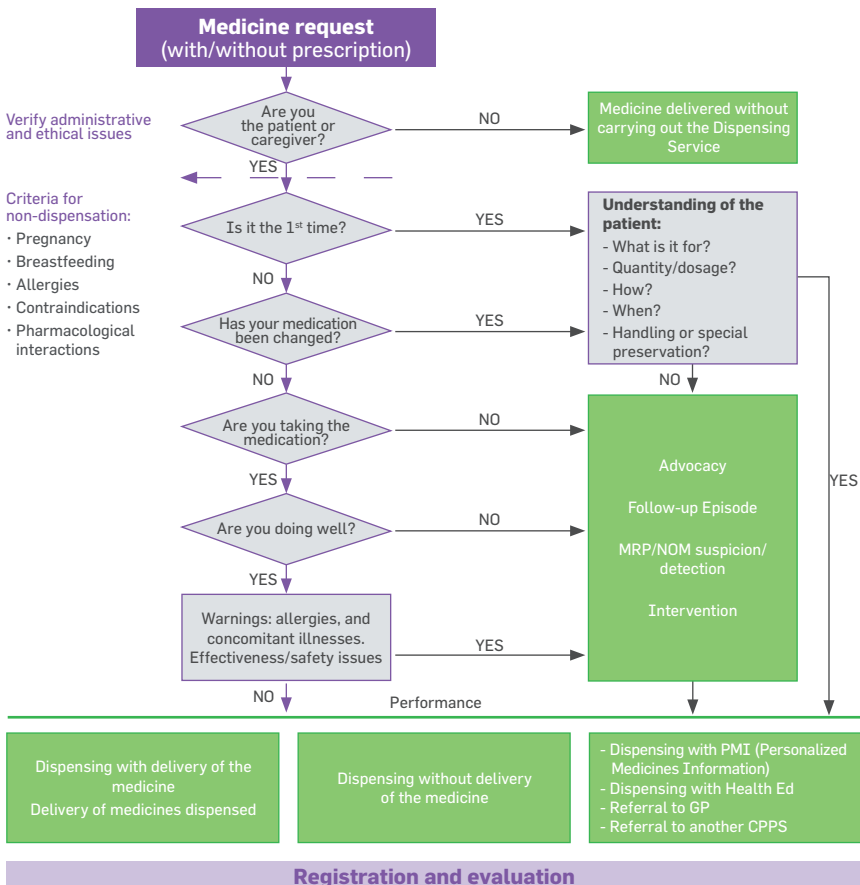 Medicine request
(with/without prescription)
Verify administrative
and ethical issues
Are you
the patient or
caregiver?
NO
Medicine delivered without
carrying out the Dispensing
Service
YES
Criteria for
non-dispensation:
· Pregnancy
· Breastfeeding
· Allergies
· Contraindications
· Pharmacological
interactions
Is it the 1st time?
YES
Understanding of the
patient:
- What is it for?
- Quantity/dosage?
- How?
- When?
- Handling or special
preservation?
NO
Has your medication
been changed?
YES
NO
NO
Are you taking the
medication?
NO
Advocacy
Follow-up Episode
MRP/NOM suspicion/
detection
Intervention
YES
YES
Are you doing well?
NO
YES
Warnings: allergies, and
concomitant illnesses.
Effectiveness/safety issues
YES
NO
Performance
Dispensing with delivery of the
medicine
Delivery of medicines dispensed
Dispensing without delivery
of the medicine
- Dispensing with PMI (Personalized
Medicines Information)
- Dispensing with Health Ed
- Referral to GP
- Referral to another CPPS
Registration and evaluation